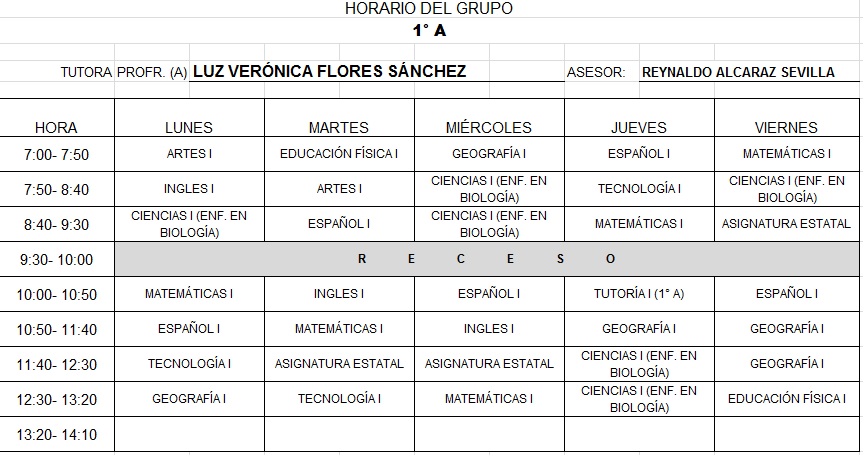 HORARIO DEL GRUPO
1° A
TUTORA PROFR. (A) LUZ VERÓNICA FLORES SÁNCHEZ ASESOR: REYNALDO ALCARAZ SEVILLA
HORA LUNES MARTES MIÉRCOLES JUEVES VIERNES
7:00- 7:50 ARTES I EDUCACIÓN FÍSICA I GEOGRAFÍA I ESPAÑOL I MATEMÁTICAS I
7:50- 8:40 INGLES I ARTES I CIENCIAS I (ENF. EN BIOLOGÍA) TECNOLOGÍA I CIENCIAS I (ENF. EN BIOLOGÍA)
8:40- 9:30 CIENCIAS I (ENF. EN BIOLOGÍA) ESPAÑOL I CIENCIAS I (ENF. EN BIOLOGÍA) MATEMÁTICAS I ASIGNATURA ESTATAL
9:30- 10:00 R E C E S O
10:00- 10:50 MATEMÁTICAS I INGLES I ESPAÑOL I TUTORÍA I (1° A) ESPAÑOL I
10:50- 11:40 ESPAÑOL I MATEMÁTICAS I INGLES I GEOGRAFÍA I GEOGRAFÍA I
11:40- 12:30 TECNOLOGÍA I ASIGNATURA ESTATAL ASIGNATURA ESTATAL CIENCIAS I (ENF. EN BIOLOGÍA) GEOGRAFÍA I
12:30- 13:20 GEOGRAFÍA I TECNOLOGÍA I MATEMÁTICAS I CIENCIAS I (ENF. EN BIOLOGÍA) EDUCACIÓN FÍSICA I
13:20- 14:10